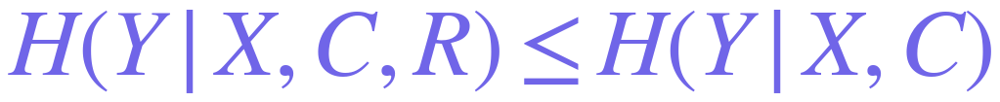 H(Y | X, C, R) ≤ H(Y | X, C)